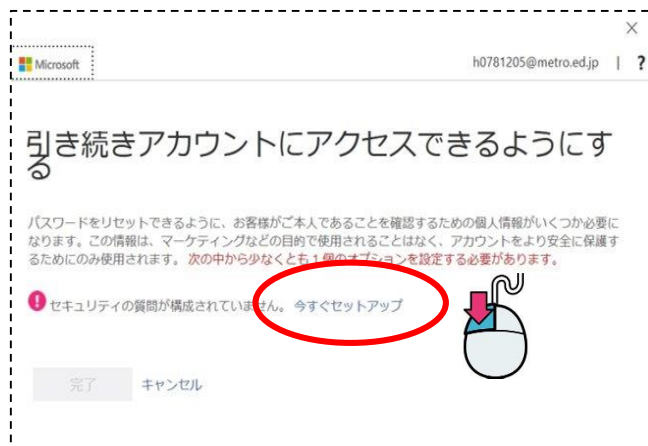 ×
Microsoft
h0781205@metro.ed.jp | ?
引き続きアカウントにアクセスできるようにす
る
パスワードをリセットできるように、お客様がご本人であることを確認するための個人情報がいくつか必要に
なります。この情報は、マーケティングなどの目的で使用されることはなく、アカウントをより安全に保護す
るためにのみ使用されます。次の中から少なくとも1個のオプションを設定する必要があります。
! セキュリティの質問が構成されていません。今すぐセットアップ
完了 キャンセル